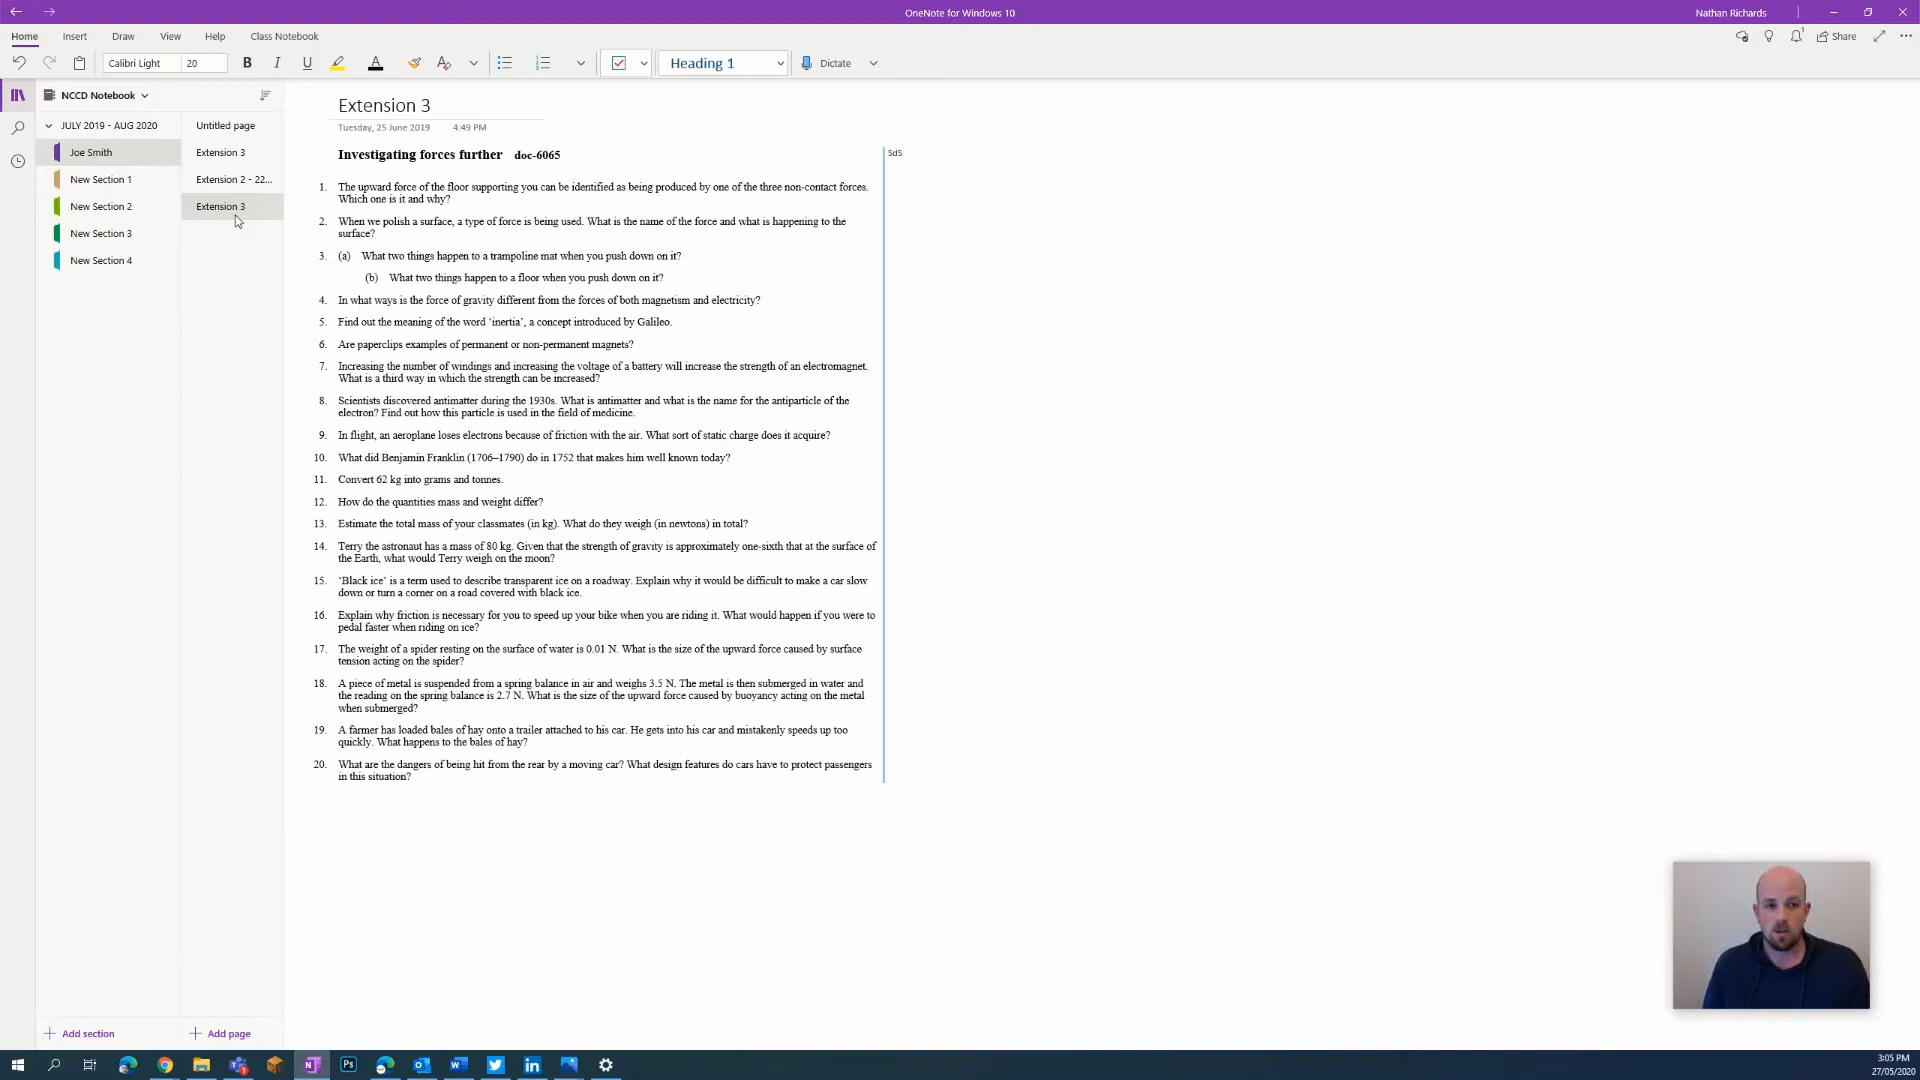 OneNote for Windows 10
Nathan Richards
Home Insert Draw View Help Class Notebook
Share
Calibri Light 20 B I U A Heading 1 Dictate
NCCD Notebook
JULY 2019 - AUG 2020
Joe Smith
New Section 1
New Section 2
New Section 3
New Section 4
Untitled page
Extension 3
Extension 2 - 22...
Extension 3
Extension 3
Tuesday, 25 June 2019 4:49 PM
Investigating forces further doc-6065
SdS
1. The upward force of the floor supporting you can be identified as being produced by one of the three non-contact forces.
Which one is it and why?
2. When we polish a surface, a type of force is being used. What is the name of the force and what is happening to the
surface?
3. (a) What two things happen to a trampoline mat when you push down on it?
(b) What two things happen to a floor when you push down on it?
4. In what ways is the force of gravity different from the forces of both magnetism and electricity?
5. Find out the meaning of the word ‘inertia’, a concept introduced by Galileo.
6. Are paperclips examples of permanent or non-permanent magnets?
7. Increasing the number of windings and increasing the voltage of a battery will increase the strength of an electromagnet.
What is a third way in which the strength can be increased?
8. Scientists discovered antimatter during the 1930s. What is antimatter and what is the name for the antiparticle of the
electron? Find out how this particle is used in the field of medicine.
9. In flight, an aeroplane loses electrons because of friction with the air. What sort of static charge does it acquire?
10. What did Benjamin Franklin (1706–1790) do in 1752 that makes him well known today?
11. Convert 62 kg into grams and tonnes.
12. How do the quantities mass and weight differ?
13. Estimate the total mass of your classmates (in kg). What do they weigh (in newtons) in total?
14. Terry the astronaut has a mass of 80 kg. Given that the strength of gravity is approximately one-sixth that at the surface of
the Earth, what would Terry weigh on the moon?
15. ‘Black ice’ is a term used to describe transparent ice on a roadway. Explain why it would be difficult to make a car slow
down or turn a corner on a road covered with black ice.
16. Explain why friction is necessary for you to speed up your bike when you are riding it. What would happen if you were to
pedal faster when riding on ice?
17. The weight of a spider resting on the surface of water is 0.01 N. What is the size of the upward force caused by surface
tension acting on the spider?
18. A piece of metal is suspended from a spring balance in air and weighs 3.5 N. The metal is then submerged in water and
the reading on the spring balance is 2.7 N. What is the size of the upward force caused by buoyancy acting on the metal
when submerged?
19. A farmer has loaded bales of hay onto a trailer attached to his car. He gets into his car and mistakenly speeds up too
quickly. What happens to the bales of hay?
20. What are the dangers of being hit from the rear by a moving car? What design features do cars have to protect passengers
in this situation?
Add section
Add page
3:05 PM
27/05/2020